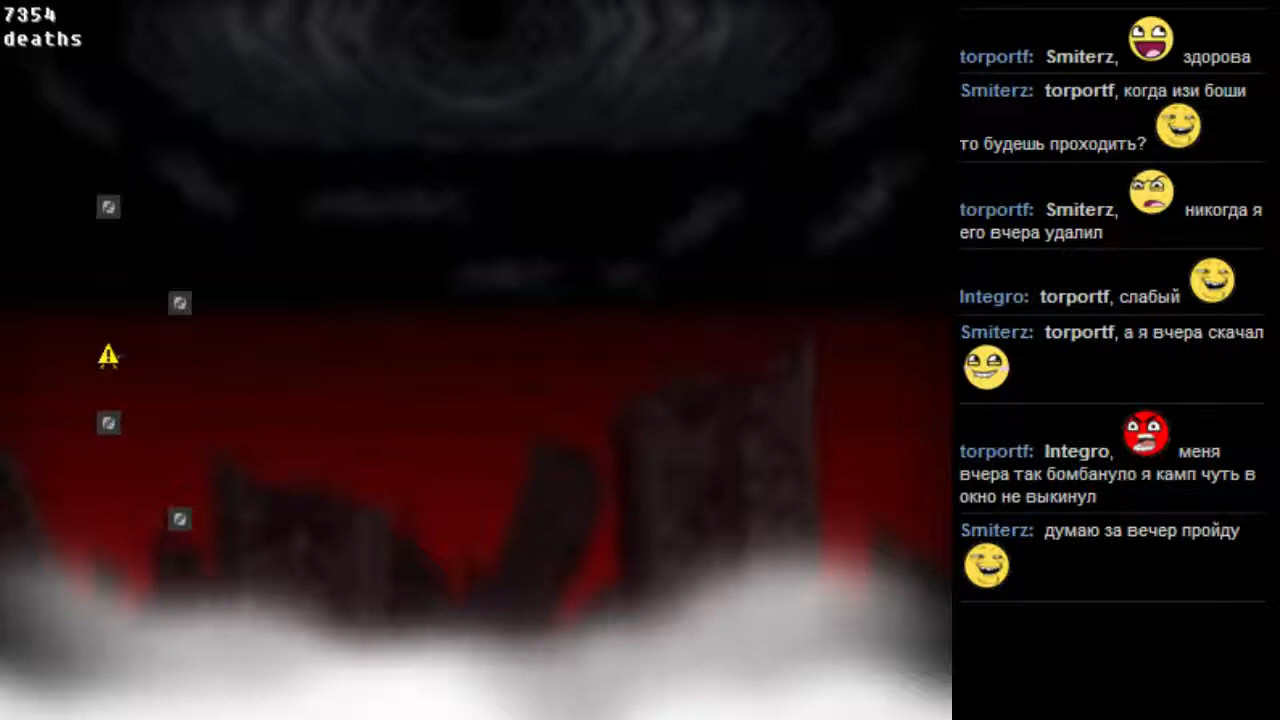 7354
deaths
torportf: Smiterz, здорова
Smiterz: torportf, когда изи боши
то будешь проходить?
torportf: Smiterz, никогда я
его вчера удалил
Integro: torportf, слабый
Smiterz: torportf, а я вчера скачал
torportf: Integro, меня
вчера так бомбануло я камп чуть в
окно не выкинул
Smiterz: думаю за вечер пройду